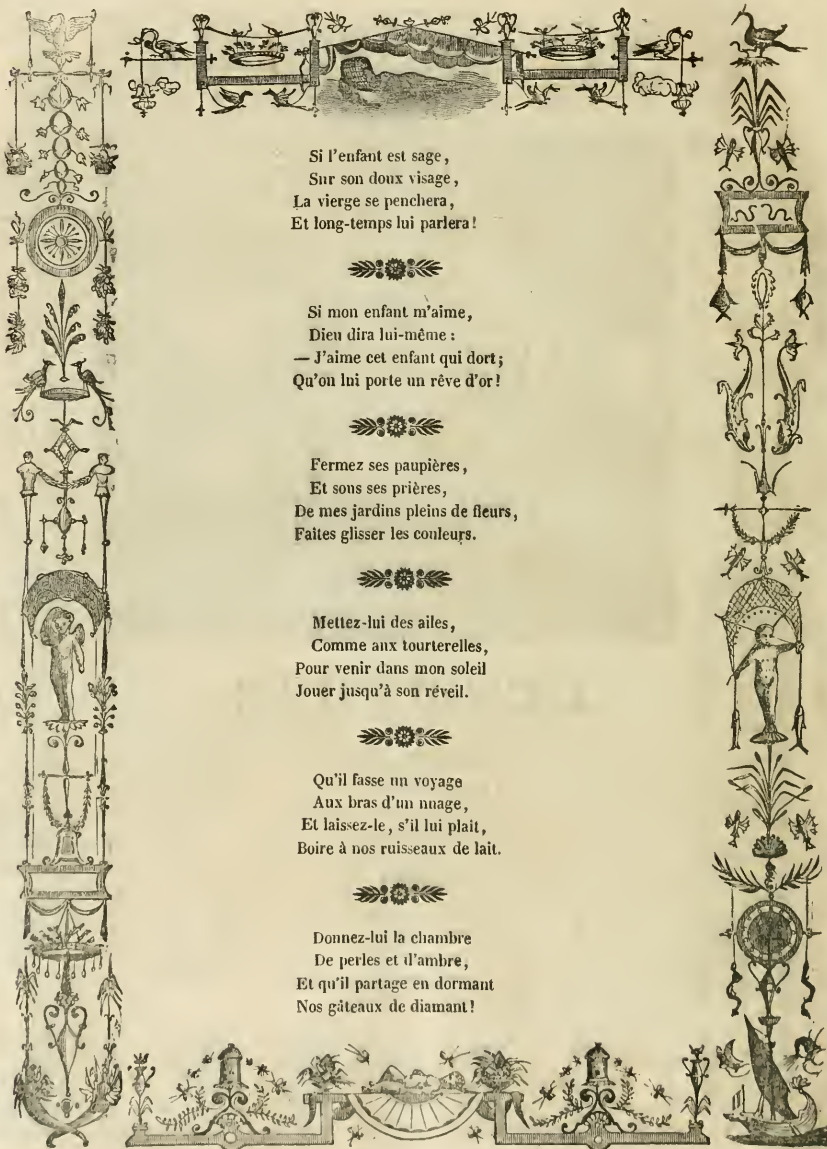 Si l'enfant est sage,
Sur son doux visage,
La vierge se penchera,
Et long-temps lui parlera!
Si mon enfant m'aime,
Dieu dira lui-même :
— J'aime cet enfant qui dort;
Qu'on lui porte un rêve d'or!
Fermez ses paupières,
Et sous ses prières,
De mes jardins pleins de fleurs,
Faites glisser les couleurs.
Mettez-lui des ailes,
Comme aux tourterelles,
Pour venir dans mon soleil
Jouer jusqu'à son réveil.
Qu'il fasse un voyage
Aux bras d'un nuage,
Et laissez-le, s'il lui plait,
Boire à nos ruisseaux de lait.
Donnez-lui la chambre
De perles et d'ambre,
Et qu'il partage en dormant
Nos gâteaux de diamant!